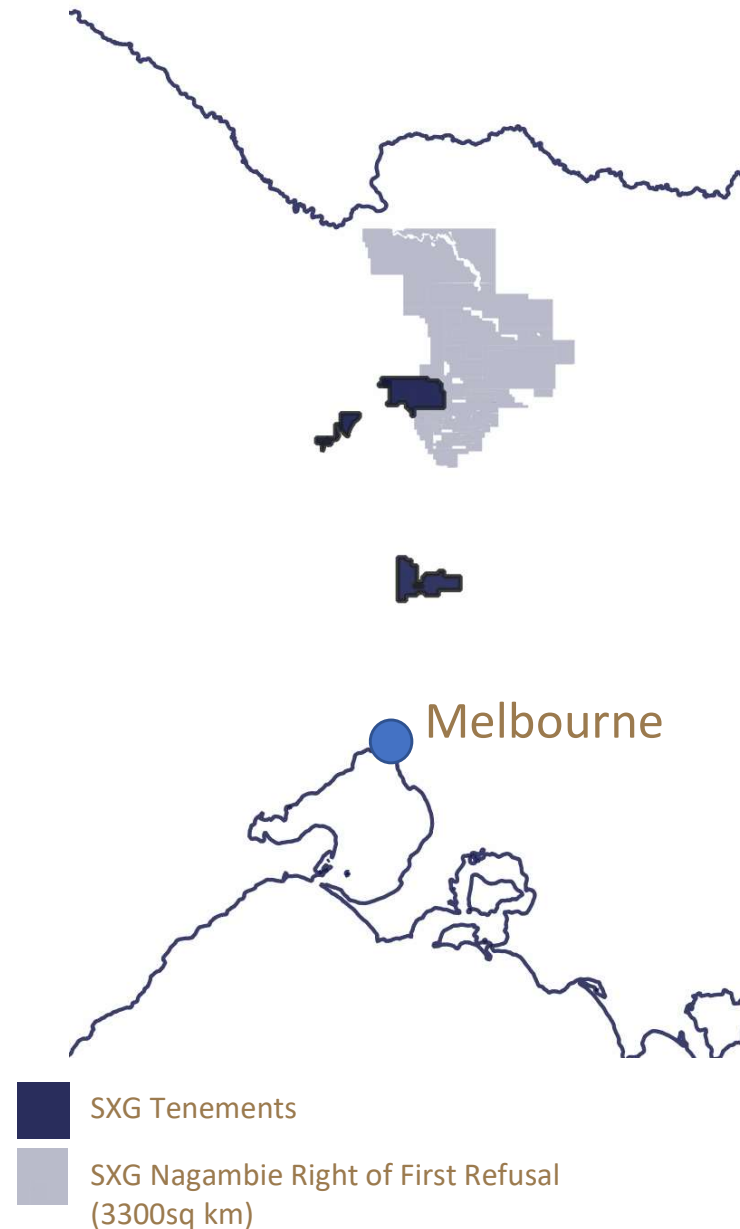 Melbourne
SXG Tenements
SXG Nagambie Right of First Refusal
(3300sq km)